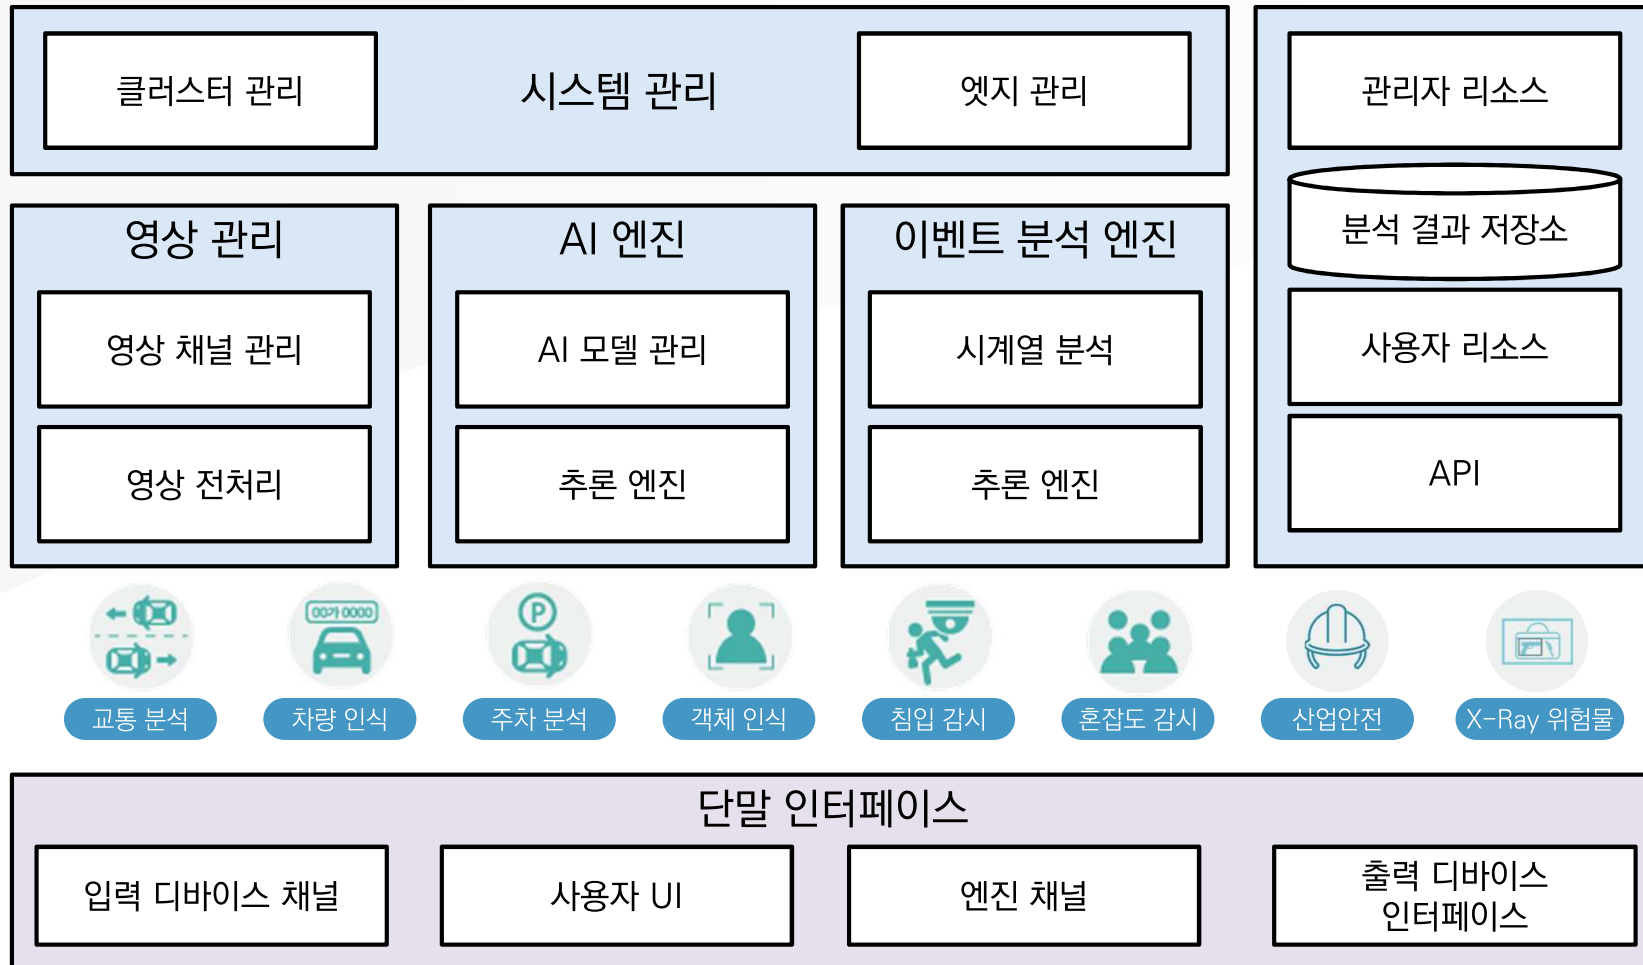 클러스터 관리
시스템 관리
엣지 관리
관리자 리소스
분석 결과 저장소
사용자 리소스
API
영상 관리
영상 채널 관리
영상 전처리
AI 엔진
AI 모델 관리
추론 엔진
이벤트 분석 엔진
시계열 분석
추론 엔진
00가 0000
P
교통 분석
차량 인식
주차 분석
객체 인식
침입 감시
혼잡도 감시
산업안전
X-Ray 위험물
단말 인터페이스
입력 디바이스 채널
사용자 UI
엔진 채널
출력 디바이스
인터페이스